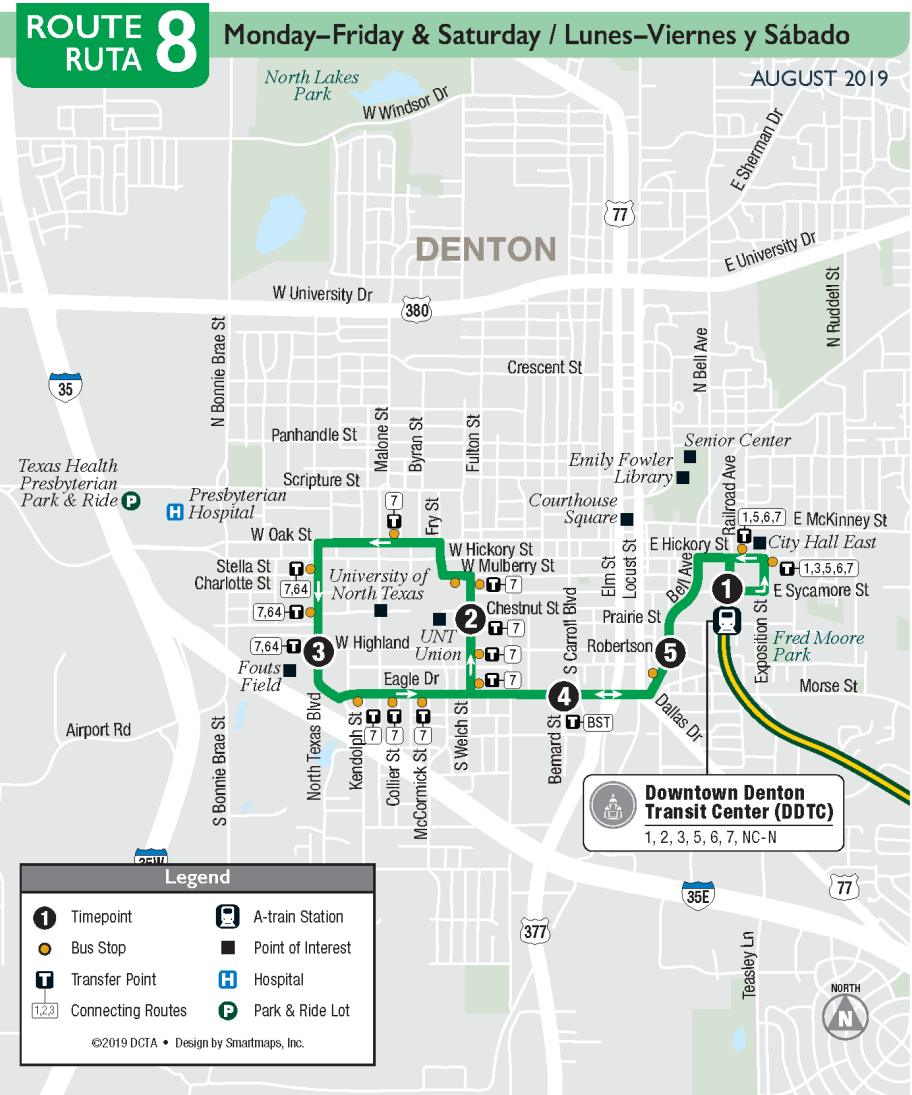 ROUTE
RUTA
8
Monday–Friday & Saturday / Lunes–Viernes y Sábado
AUGUST 2019
North Lakes
Park
W Windsor Dr
E Sherman Dr
77
DENTON
E University Dr
W University Dr
380
N Ruddell St
N Bonnie Brae St
N Bell Ave
Crescent St
35
Malone St
Byran St
Fulton St
Panhandle St
Senior Center
Texas Health
Presbyterian
Park & Ride
P
Scripture St
Emily Fowler
Library
H
Presbyterian
Hospital
7
T
Fry St
Courthouse
Square
Railroad Ave
1,5,6,7
T
E McKinney St
W Oak St
W Hickory St
E Hickory St
City Hall East
Stella St
T
W Mulberry St
Elm St
Locust St
Bell Ave
T
1,3,5,6,7
Charlotte St
7,64
University of
North Texas
T
7
1
E Sycamore St
7,64
T
2
Chestnut St
S Carroll Blvd
Prairie St
T
7
Exposition St
Fred Moore
Park
7,64
T
3
W Highland
UNT
Union
T
7
Robertson
5
Fouts
Field
Eagle Dr
T
7
4
Morse St
Airport Rd
S Bonnie Brae St
North Texas Blvd
Kendolph St
T
7
Collier St
T
7
McCormick St
T
7
S Welch St
Bernard St
T
BST
Dallas Dr
Downtown Denton
Transit Center (DDTC)
1, 2, 3, 5, 6, 7, NC-N
35W
35E
77
377
Teasley Ln
Legend
1
Timepoint
A-train Station
Bus Stop
Point of Interest
T
Transfer Point
H
Hospital
1,2,3
Connecting Routes
P
Park & Ride Lot
©2019 DCTA • Design by Smartmaps, Inc.
NORTH
N